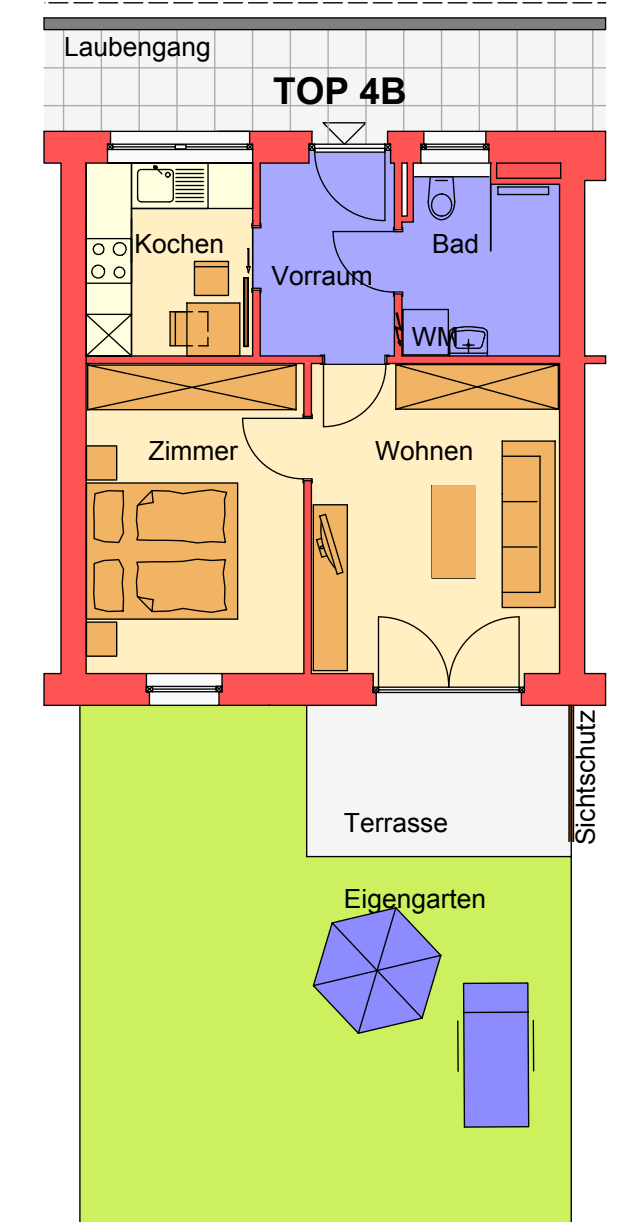 Laubengang
TOP 4B
Kochen
Vorraum
Bad
WM
Zimmer
Wohnen
Terrasse
Sichtschutz
Eigengarten